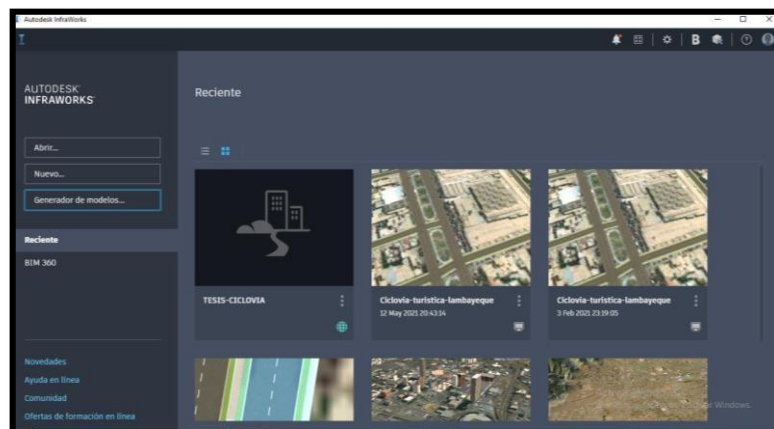 Autodesk InfraWorks
AUTODESK®
INFRAWORKS®
Reciente
Abrir...
Nuevo...
Generador de modelos...
Reciente
BIM 360
TESIS-CICLOVIA
Ciclovia-turistica-lambayeque
12 May 2021 20:43:14
Ciclovia-turistica-lambayeque
3 Feb 2021 23:19:05
Novedades
Ayuda en línea
Comunidad
Ofertas de formación en línea
Windows.